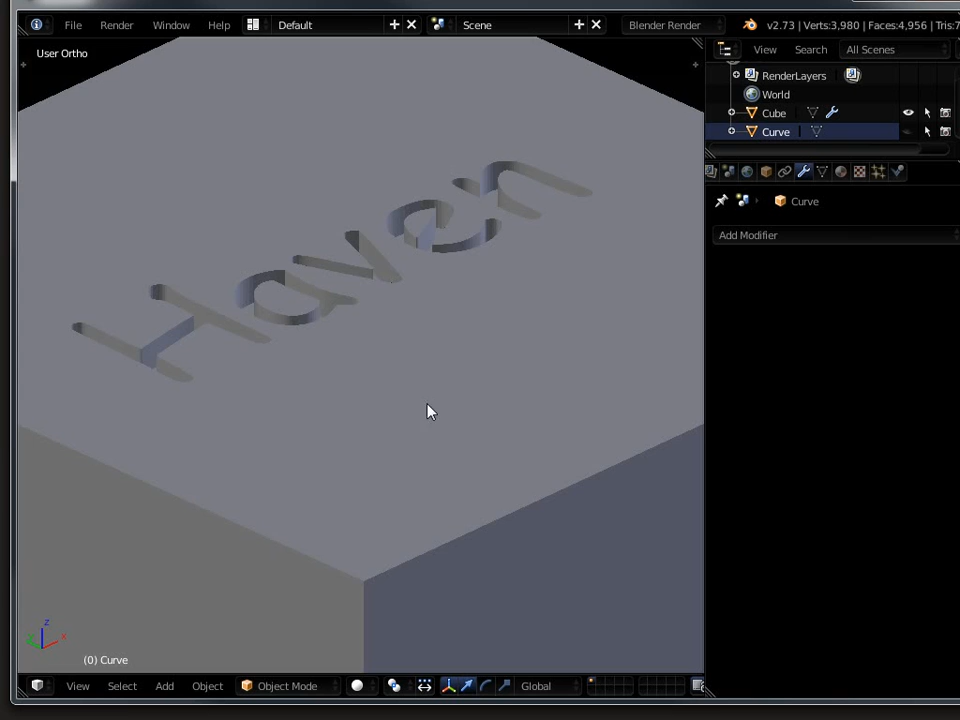 File Render Window Help Default Scene Blender Render v2.73 | Verts:3,980 | Faces:4,956 | Tris:7
User Ortho
View Search All Scenes
RenderLayers
World
Cube
Curve
Curve
Add Modifier
Haven
z
x
(0) Curve
View Select Add Object Object Mode Global